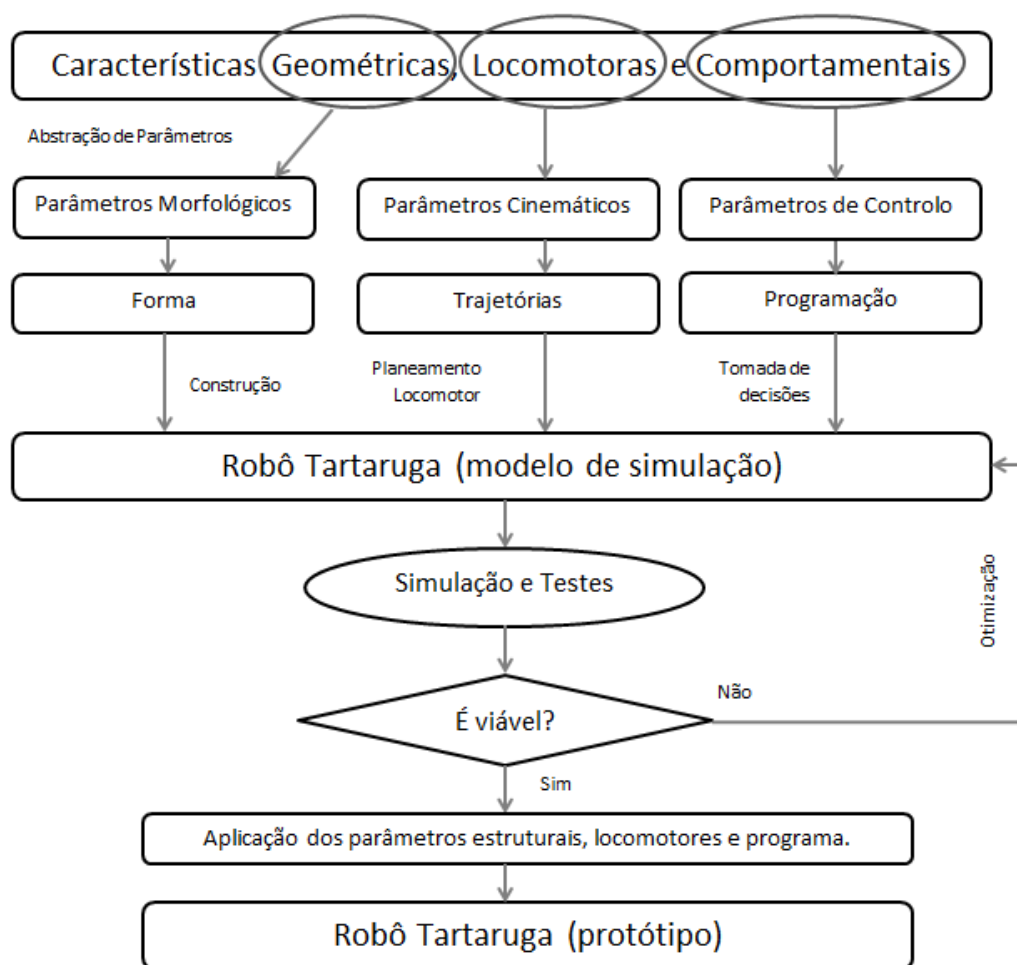 Característícas Geométricas, Locomotoras e Comportamentais
Abstração de Parâmetros
Parâmetros Morfológicos
Parâmetros Cinemáticos
Parâmetros de Controlo
Forma
Trajetórias
Programação
Construção
Planeamento
Locomotor
Tomada de
decisões
Robô Tartaruga (modelo de simulação)
Simulação e Testes
Otimização
É viável?
Não
Sim
Aplicação dos parâmetros estruturais, locomotores e programa.
Robô Tartaruga (protótipo)